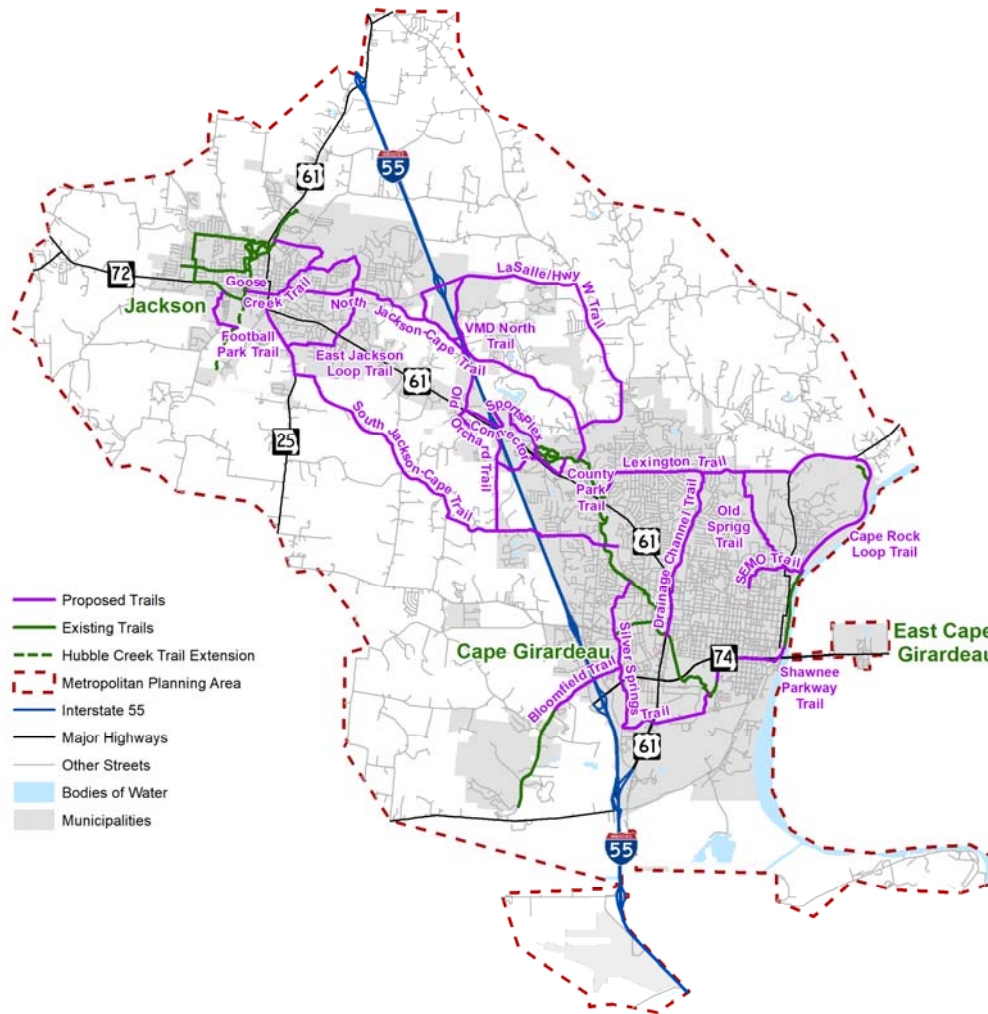 55
61
LaSalle/Hwy
W Trail
72
Goose
Creek Trail
Jackson
North
Jackson-Cape Trail
VMD North
Trail
Football
Park Trail
East Jackson
Loop Trail
61
SportsPlex
Connector
Old
Orchard Trail
25
South Jackson-Cape Trail
County
Park
Trail
Lexington Trail
Drainage Channel Trail
Old
Sprigg
Trail
61
SEMO Trail
Cape Rock
Loop Trail
Proposed Trails
Existing Trails
Hubble Creek Trail Extension
Metropolitan Planning Area
Interstate 55
Major Highways
Other Streets
Bodies of Water
Municipalities
Cape Girardeau
East Cape
Girardeau
74
Bloomfield Trail
Silver Springs
Trail
Shawnee
Parkway
Trail
61
55